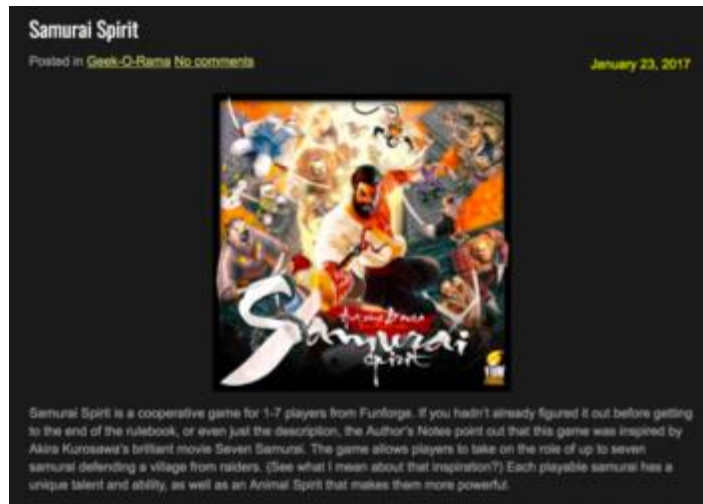 Samurai Spirit
Posted in Geek-O-Rama No comments
January 23, 2017
Samurai
Spirit
Samurai Spirit is a cooperative game for 1-7 players from Funforge. If you hadn't already figured it out before getting
to the end of the rulebook, or even just the description, the Author's Notes point out that this game was inspired by
Akira Kurosawa's brilliant movie Seven Samurai. The game allows players to take on the role of up to seven
samurai defending a village from raiders. (See what I mean about that inspiration?) Each playable samurai has a
unique talent and ability, as well as an Animal Spirit that makes them more powerful.